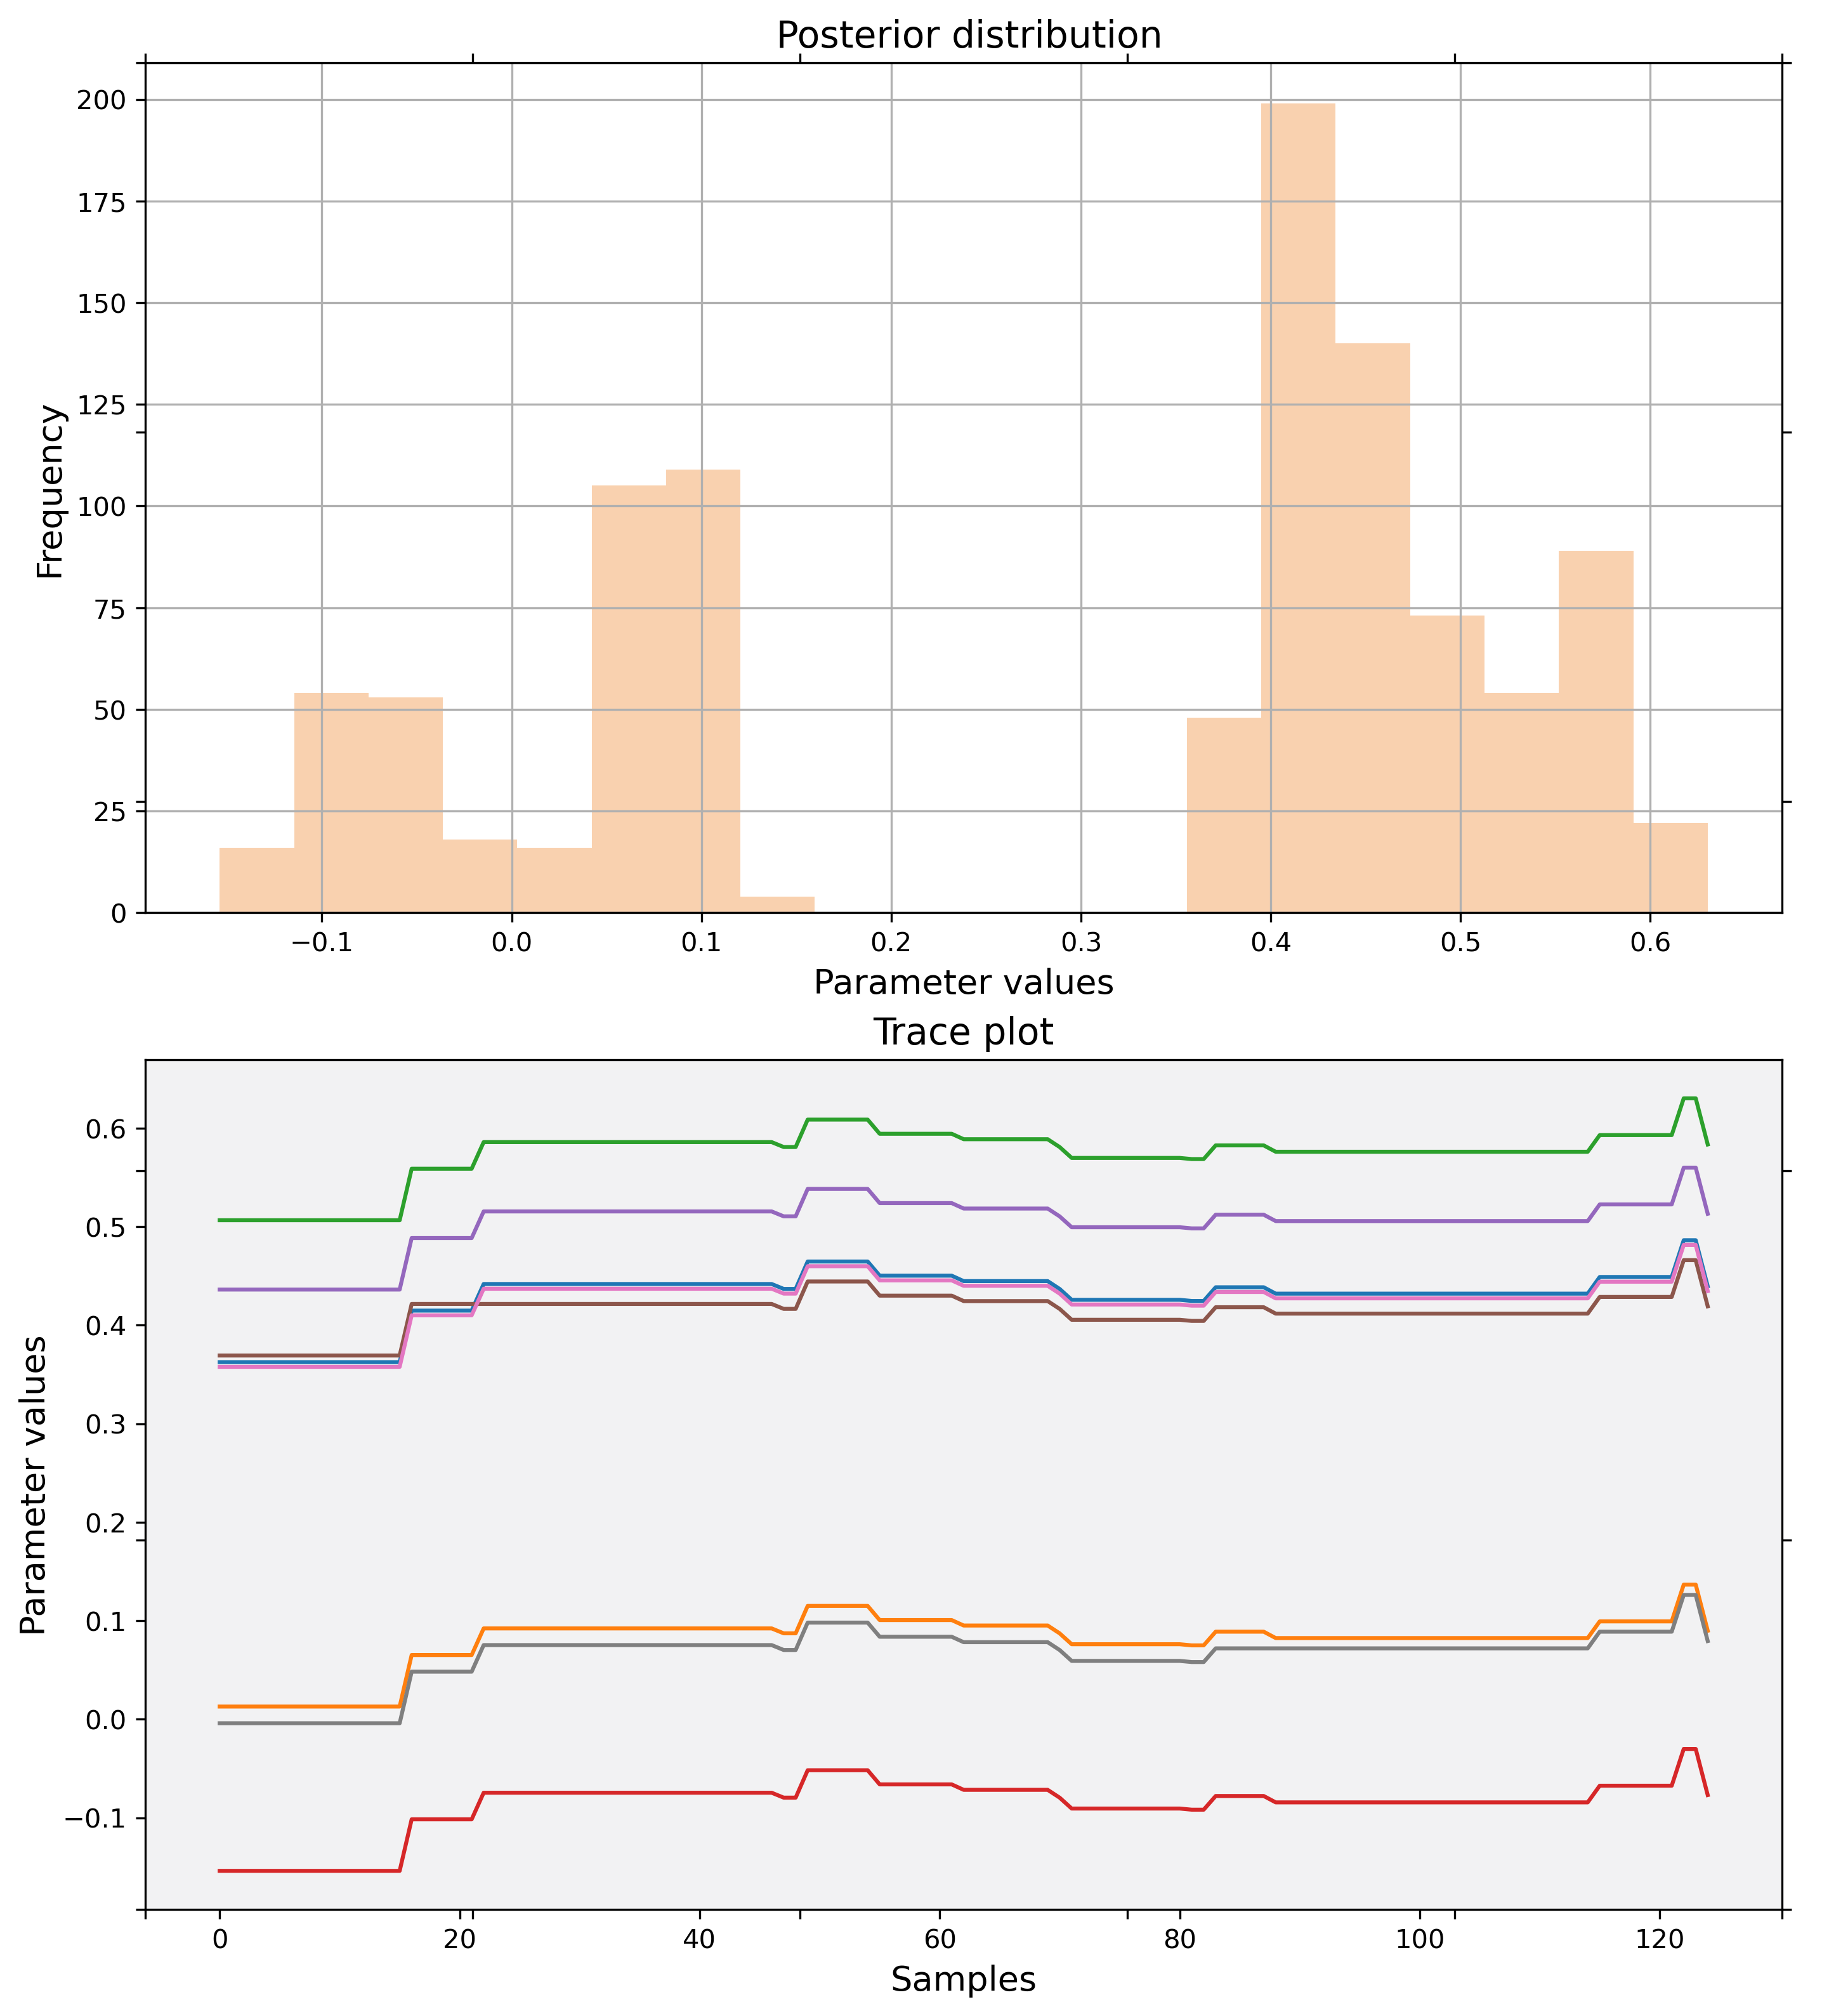 Posterior distribution
200
175
150
125
100
75
50
25
0
Frequency
−0.1 0.0 0.1 0.2 0.3 0.4 0.5 0.6
Parameter values
Trace plot
0.6
0.5
0.4
0.3
0.2
0.1
0.0
−0.1
Parameter values
0 20 40 60 80 100 120
Samples